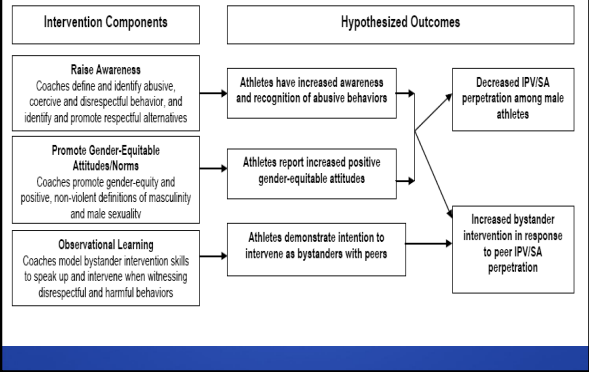 Intervention Components
Hypothesized Outcomes
Raise Awareness
Coaches define and identify abusive,
coercive and disrespectful behavior, and
identify and promote respectful alternatives
Athletes have increased awareness
and recognition of abusive behaviors
Decreased IPV/SA
perpetration among male
athletes
Promote Gender-Equitable
Attitudes/Norms
Coaches promote gender-equity and
positive, non-violent definitions of masculinity
and male sexuality
Athletes report increased positive
gender-equitable attitudes
Observational Learning
Coaches model bystander intervention skills
to speak up and intervene when witnessing
disrespectful and harmful behaviors
Athletes demonstrate intention to
intervene as bystanders with peers
Increased bystander
intervention in response
to peer IPV/SA
perpetration